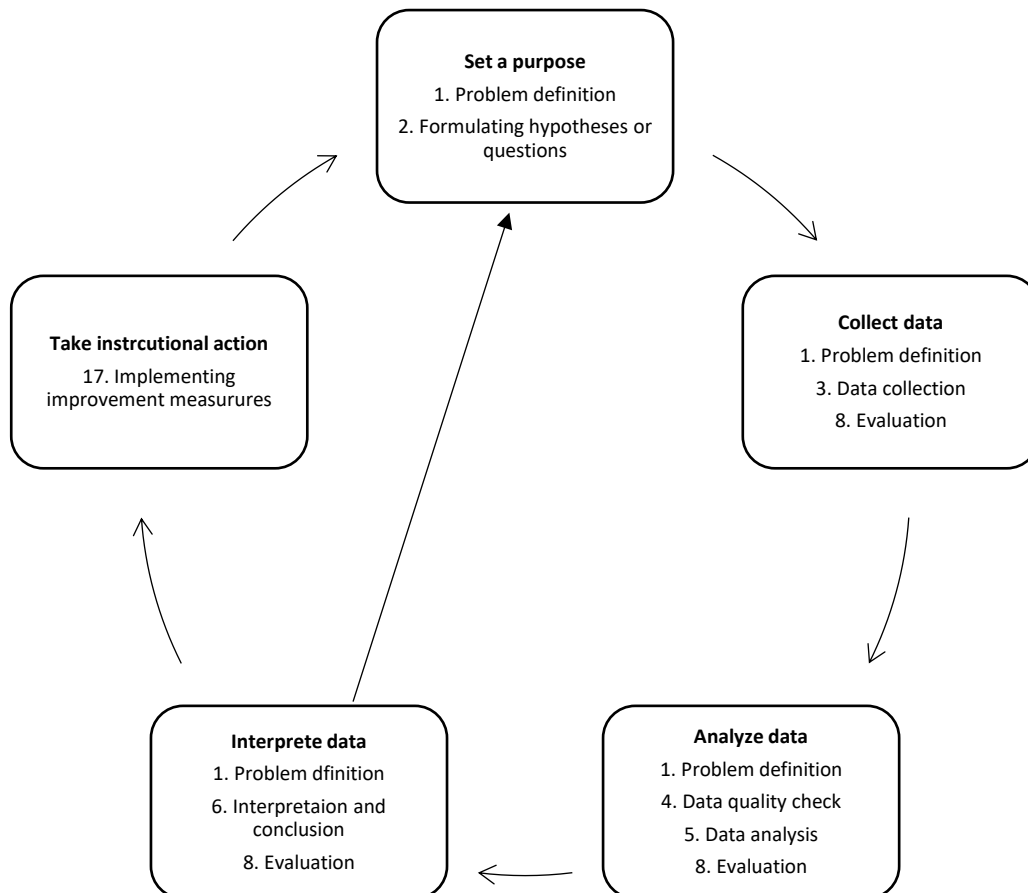 Set a purpose
1. Problem definition
2. Formulating hypotheses or
questions
Collect data
1. Problem definition
3. Data collection
8. Evaluation
Analyze data
1. Problem definition
4. Data quality check
5. Data analysis
8. Evaluation
Interprete data
1. Problem dfinition
6. Interpretaion and
conclusion
8. Evaluation
Take instrcutional action
17. Implementing
improvement measurures